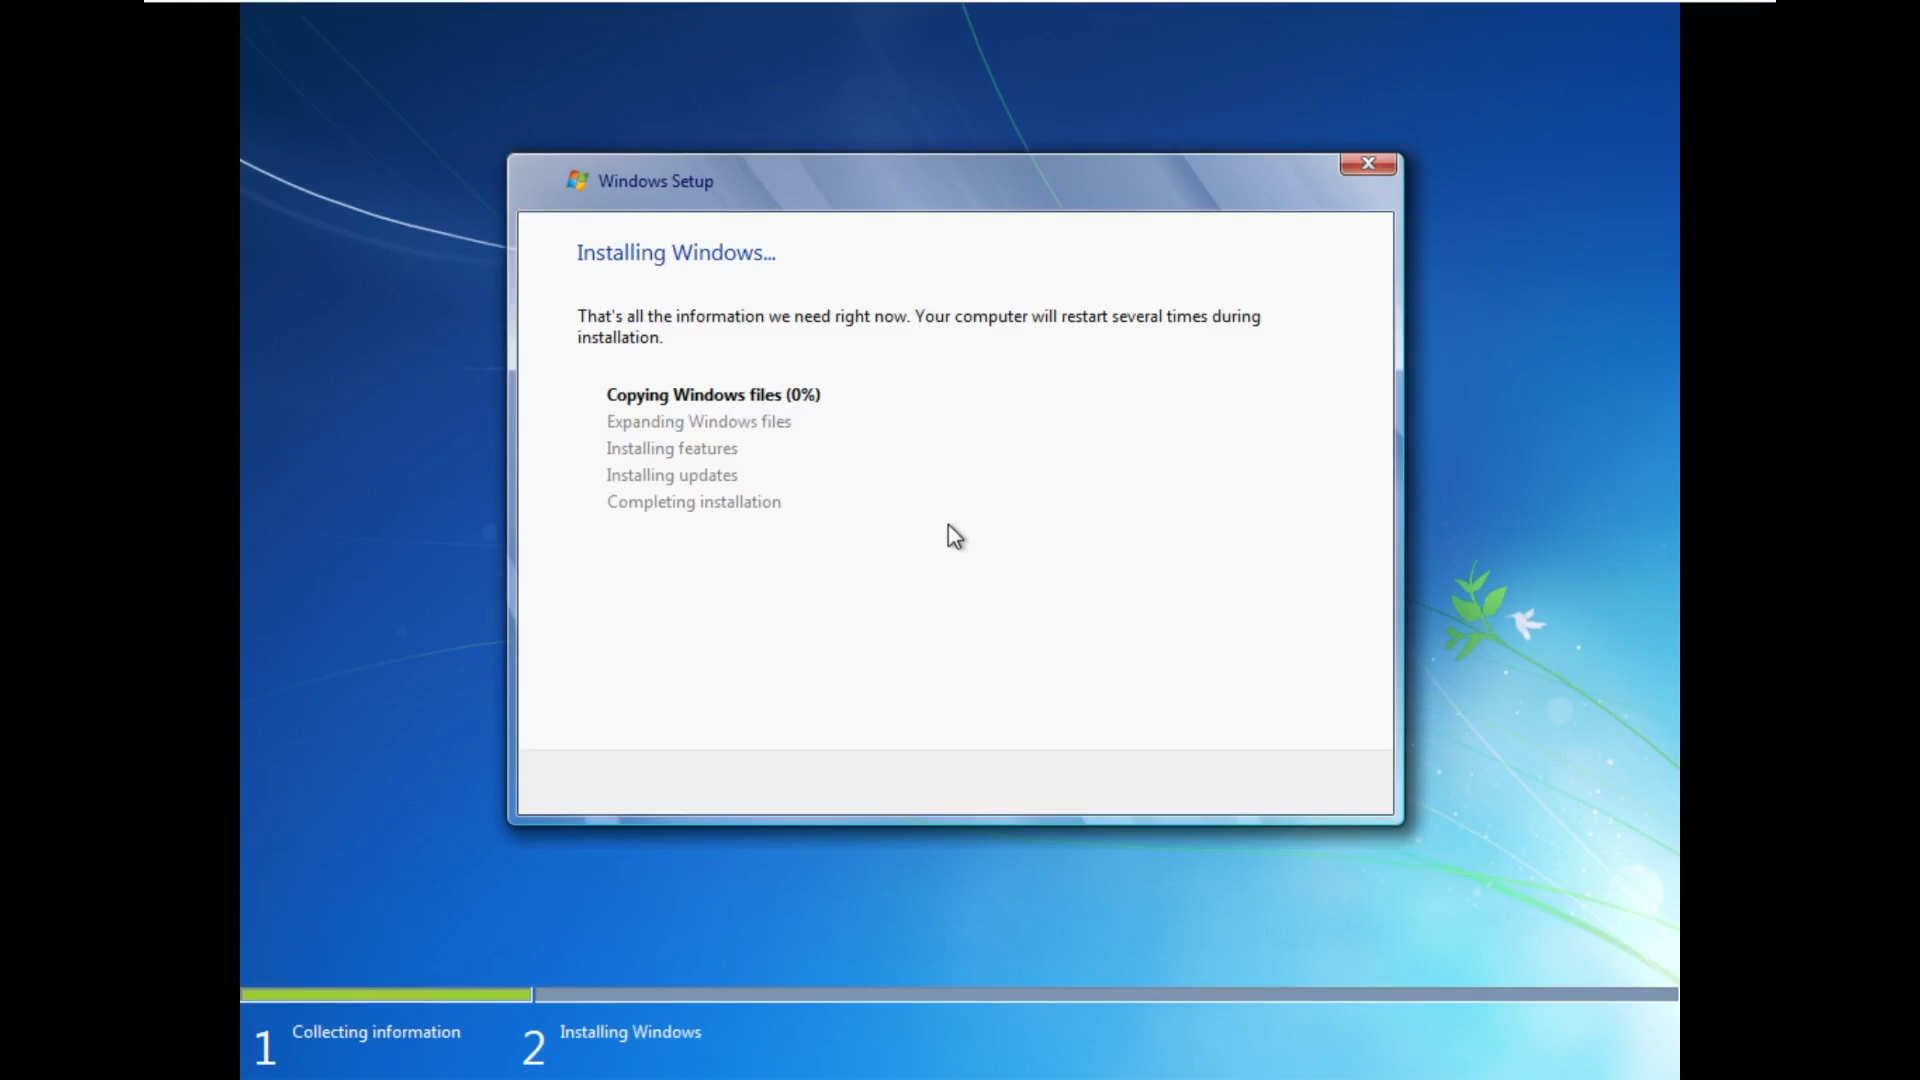 Windows Setup
Installing Windows...
That's all the information we need right now. Your computer will restart several times during
installation.
Copying Windows files (0%)
Expanding Windows files
Installing features
Installing updates
Completing installation
1 Collecting information 2 Installing Windows